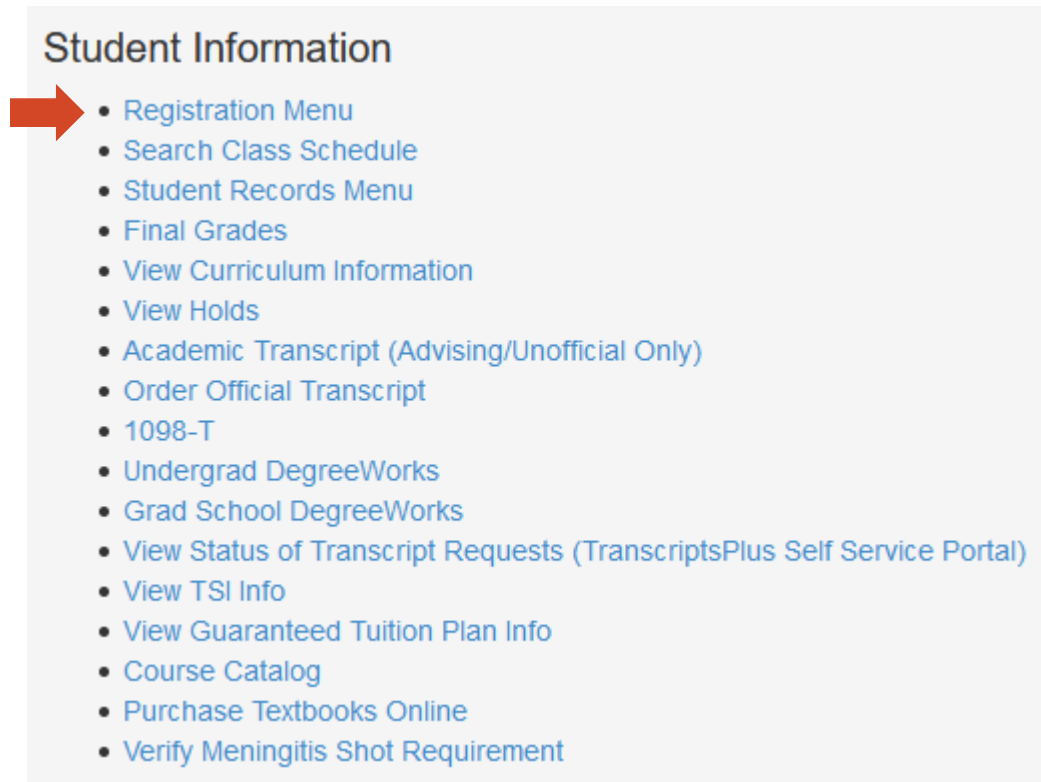 Student Information
Registration Menu
Search Class Schedule
Student Records Menu
Final Grades
View Curriculum Information
View Holds
Academic Transcript (Advising/Unofficial Only)
Order Official Transcript
1098-T
Undergrad DegreeWorks
Grad School DegreeWorks
View Status of Transcript Requests (TranscriptsPlus Self Service Portal)
View TSI Info
View Guaranteed Tuition Plan Info
Course Catalog
Purchase Textbooks Online
Verify Meningitis Shot Requirement